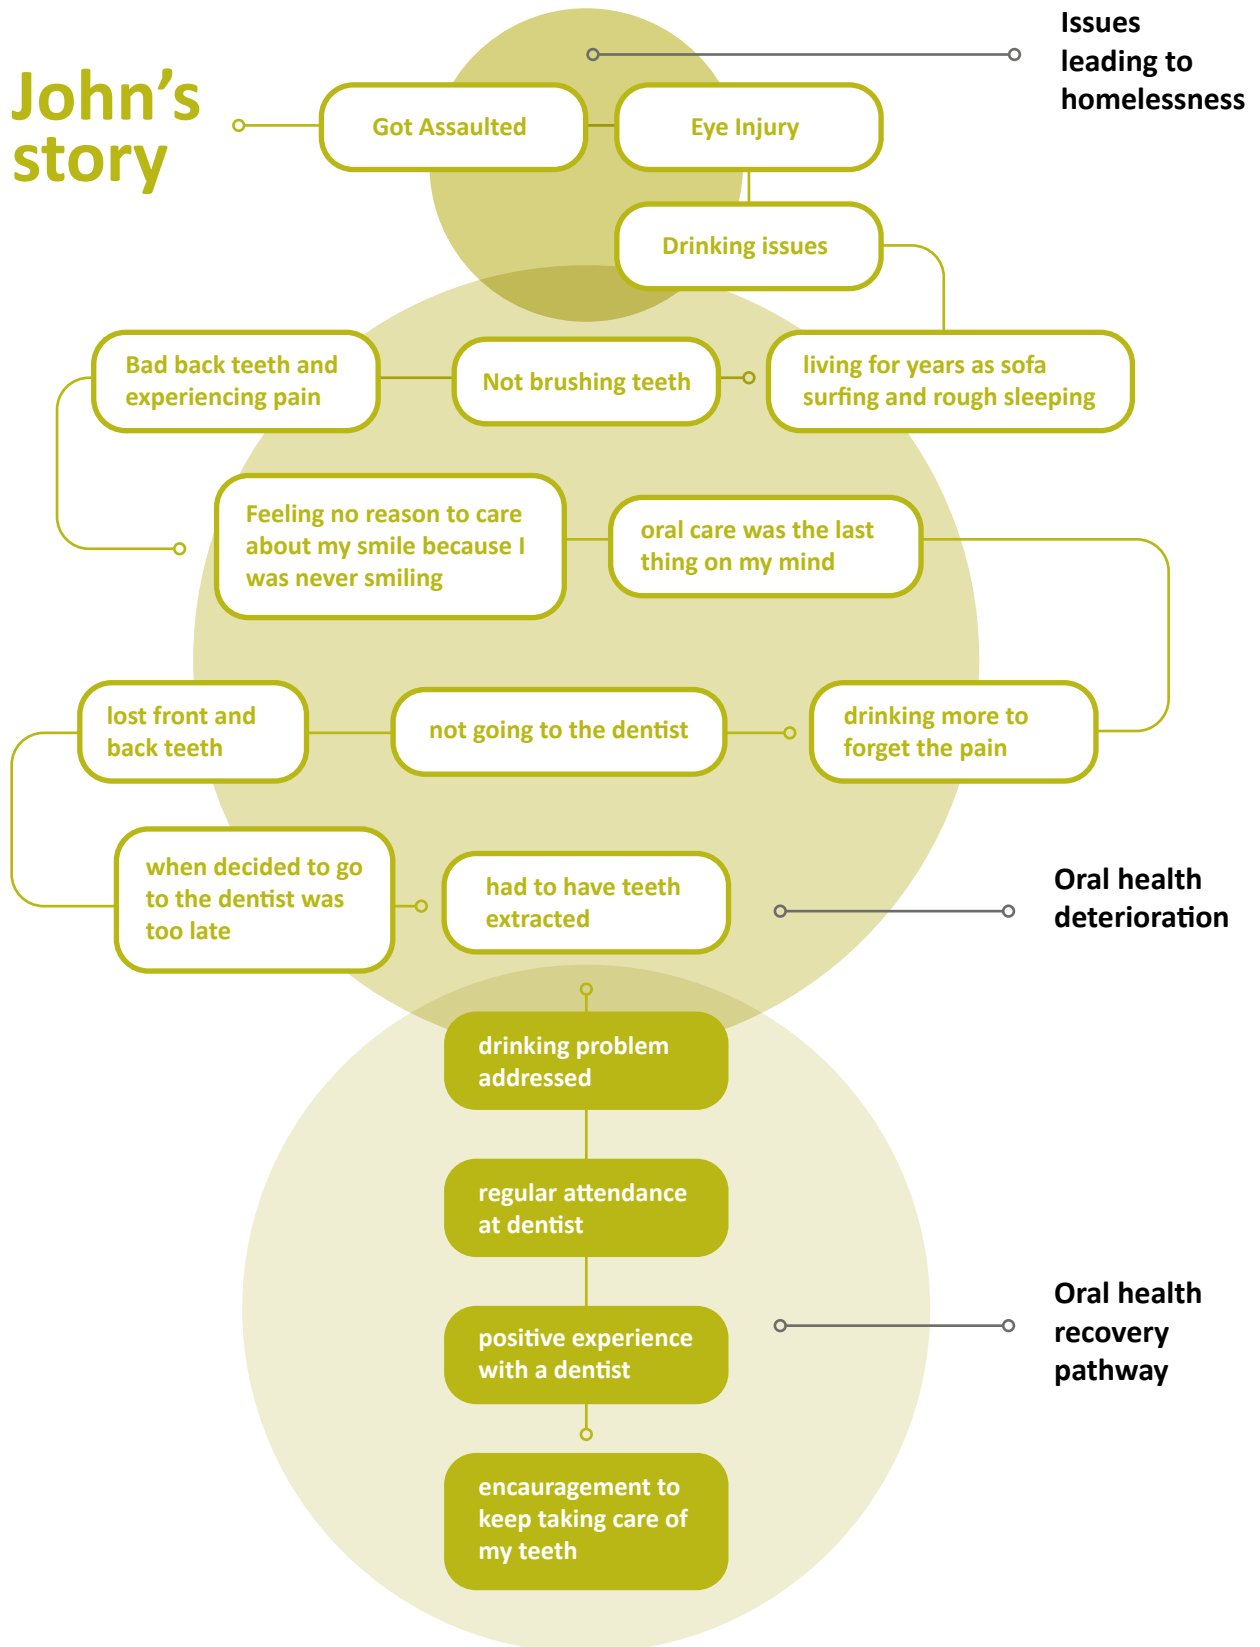 John's
story
Issues
leading to
homelessness
Got Assaulted
Eye Injury
Drinking issues
living for years as sofa
surfing and rough sleeping
Not brushing teeth
Bad back teeth and
experiencing pain
Feeling no reason to care
about my smile because I
was never smiling
oral care was the last
thing on my mind
drinking more to
forget the pain
not going to the dentist
lost front and
back teeth
when decided to go
to the dentist was
too late
had to have teeth
extracted
Oral health
deterioration
drinking problem
addressed
regular attendance
at dentist
positive experience
with a dentist
Oral health
recovery
pathway
encauragement to
keep taking care of
my teeth